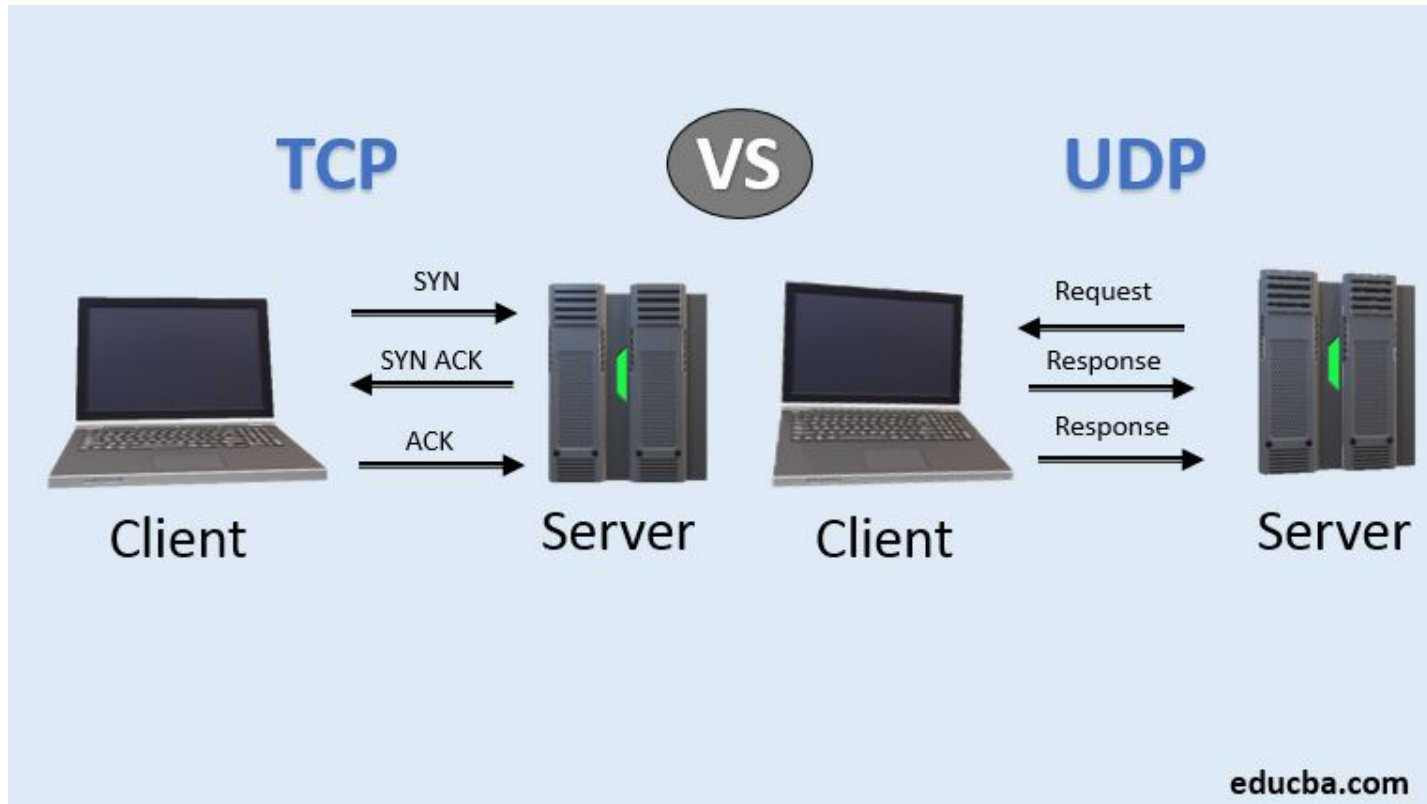 TCP VS UDP
SYN
SYN ACK
ACK
Client
Server
Request
Response
Response
Client
Server
educba.com